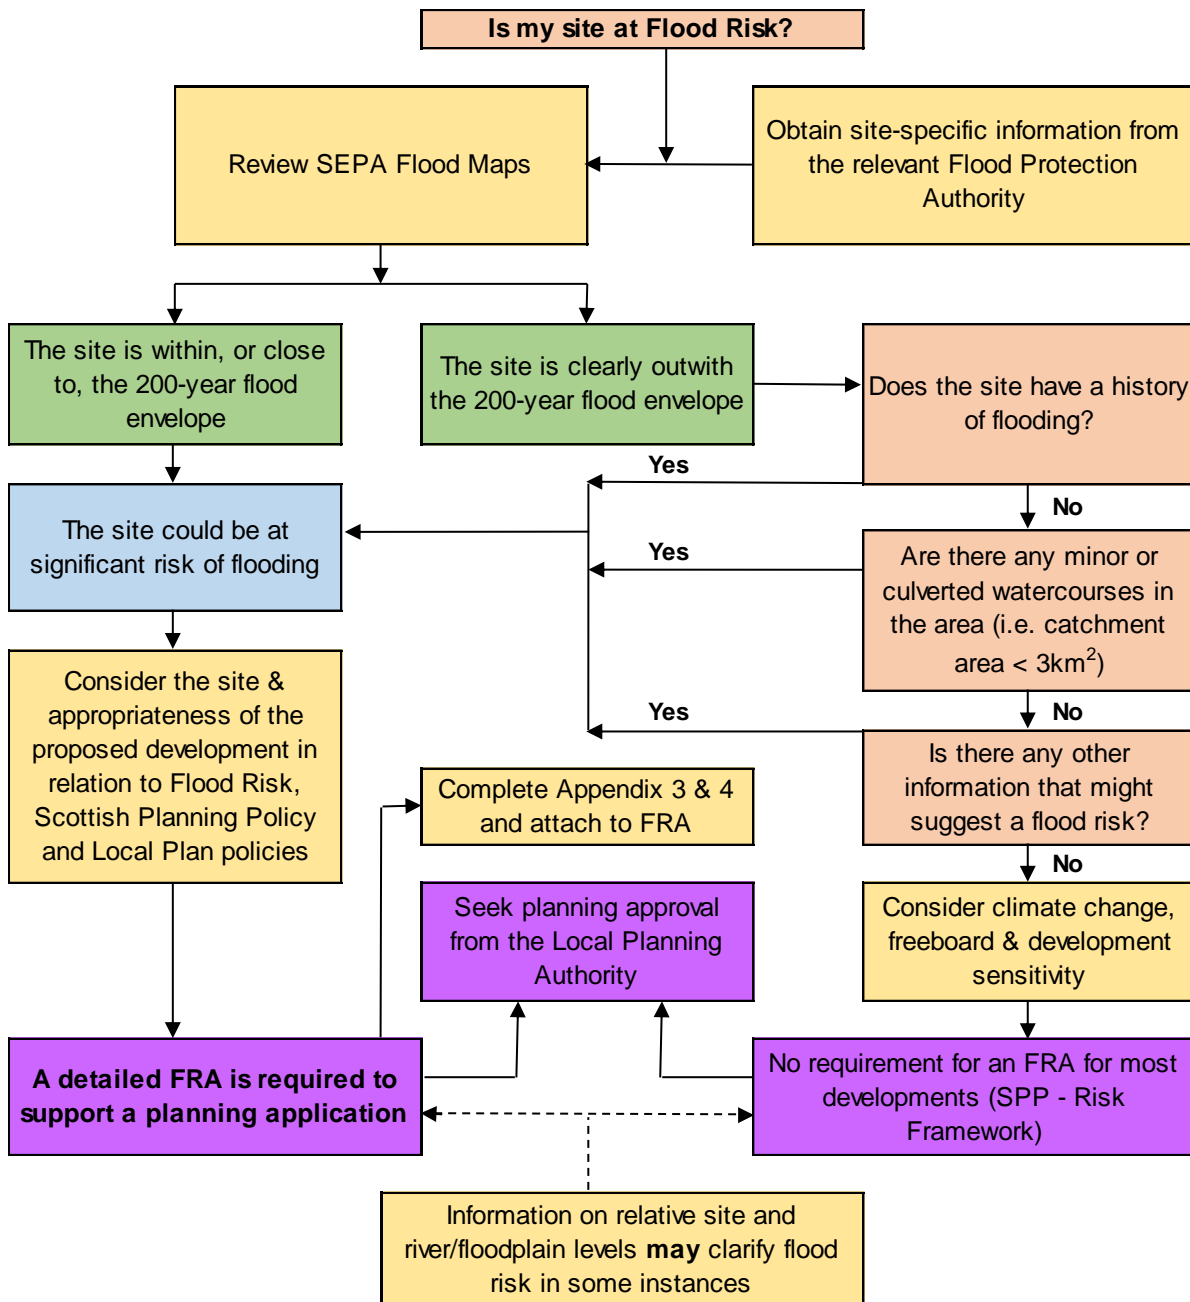 Is my site at Flood Risk?
Review SEPA Flood Maps
Obtain site-specific information from
the relevant Flood Protection
Authority
The site is within, or close
to, the 200-year flood
envelope
The site is clearly outwith
the 200-year flood envelope
Does the site have a history
of flooding?
Yes
No
The site could be at
significant risk of flooding
Yes
Are there any minor or
culverted watercourses in
the area (i.e. catchment
area < 3km²)
Consider the site &
appropriateness of the
proposed development in
relation to Flood Risk,
Scottish Planning Policy
and Local Plan policies
Yes
No
Is there any other
information that might
suggest a flood risk?
Complete Appendix 3 & 4
and attach to FRA
No
Seek planning approval
from the Local Planning
Authority
Consider climate change,
freeboard & development
sensitivity
A detailed FRA is required to
support a planning application
No requirement for an FRA for most
developments (SPP - Risk
Framework)
Information on relative site and
river/floodplain levels may clarify flood
risk in some instances